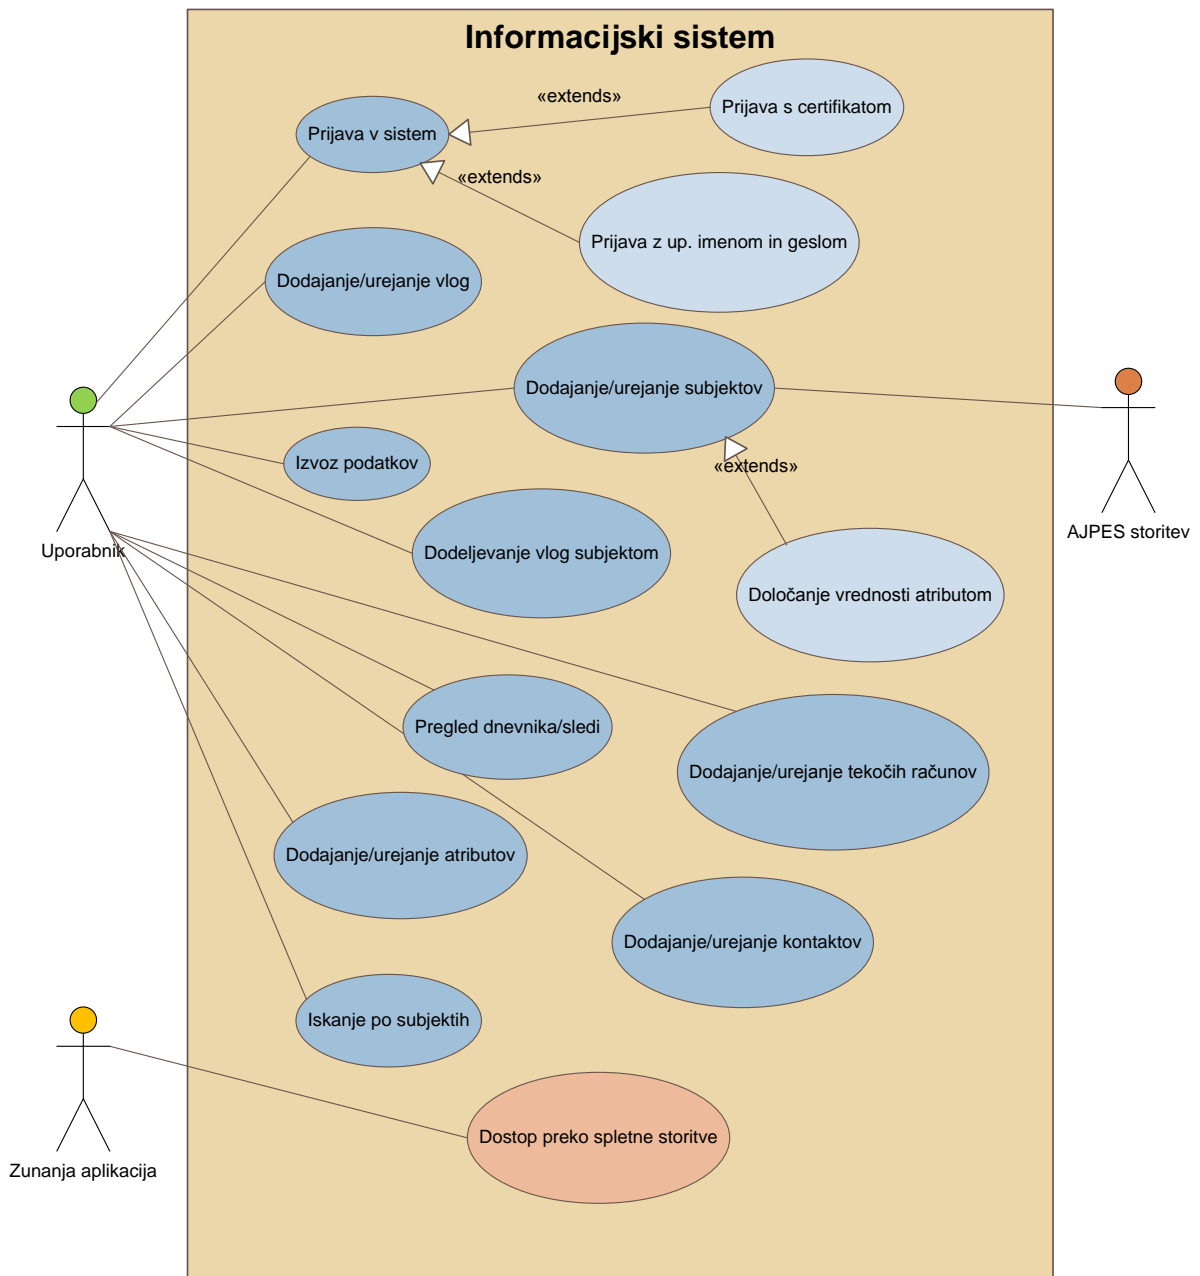 Informacijski sistem
«extends»
Prijava s certifikatom
Prijava v sistem
«extends»
Prijava z up. imenom in geslom
Dodajanje/urejanje vlog
Dodajanje/urejanje subjektov
Izvoz podatkov
«extends»
AJPES storitev
Uporabnik
Dodeljevanje vlog subjektom
Določanje vrednosti atributom
Pregled dnevnika/sledi
Dodajanje/urejanje tekočih računov
Dodajanje/urejanje atributov
Dodajanje/urejanje kontaktov
Iskanje po subjektih
Dostop preko spletne storitve
Zunanja aplikacija